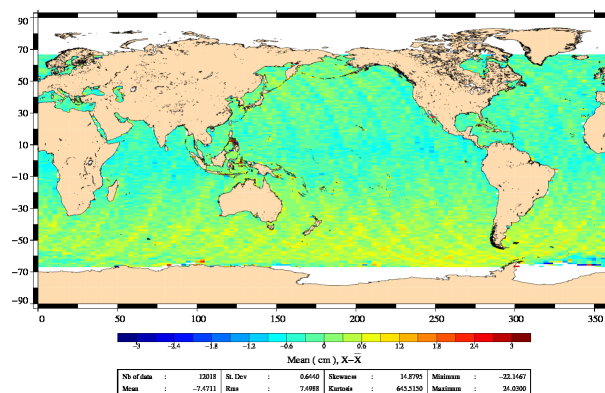 90
70
50
30
10
−10
−30
−50
−70
−90
0 50 100 150 200 250 300 350
−3 −2.4 −1.8 −1.2 −0.6 0 0.6 1.2 1.8 2.4 3
Mean ( cm ), X−X̄
Nb of data : 12018 St. Dev : 0.6440 Skewness : 14.8795 Minimum : −22.1467
Mean : −7.4711 Rms : 7.4988 Kurtosis : 645.5150 Maximum : 24.0300